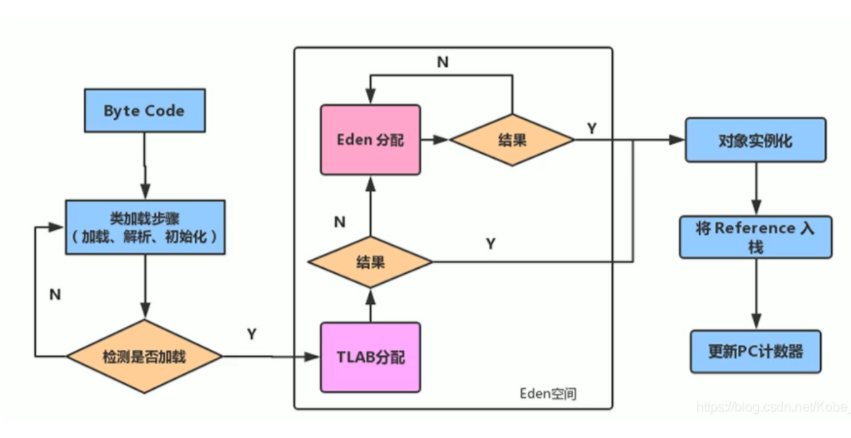 Byte Code
类加载步骤
（加载、解析、初始化）
N
检测是否加载
Y
N
Eden 分配
结果
Y
N
结果
Y
TLAB分配
Eden空间
对象实例化
将 Reference 入
栈
更新PC计数器
https://blog.csdn.net/Kobe_